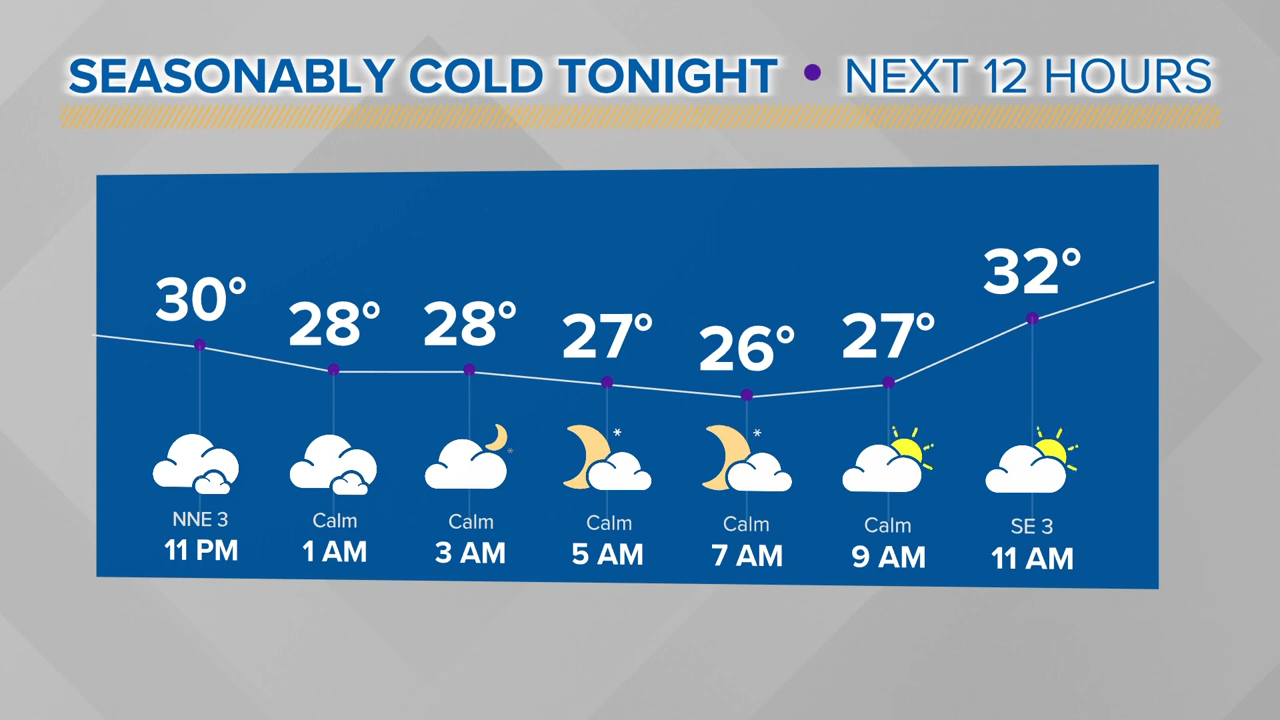 SEASONABLY COLD TONIGHT • NEXT 12 HOURS
30° 28° 28° 27° 26° 27° 32°
NNE 3 Calm Calm Calm Calm Calm SE 3
11 PM 1 AM 3 AM 5 AM 7 AM 9 AM 11 AM